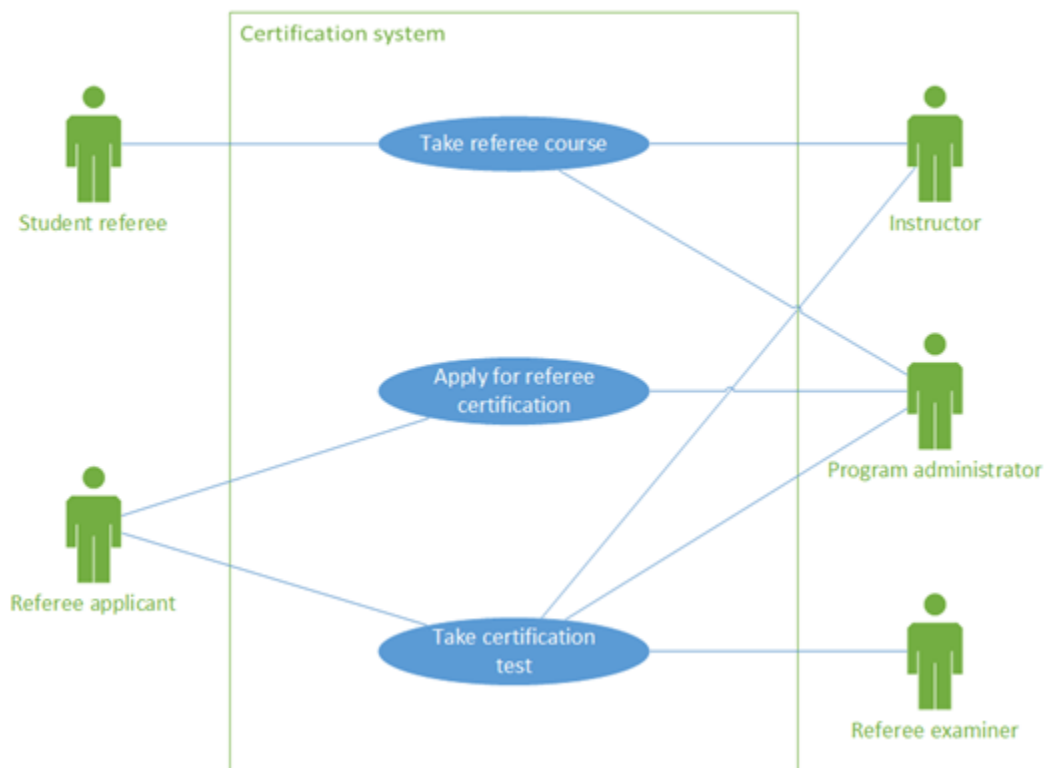 Certification system
Take referee course
Student referee
Instructor
Apply for referee
certification
Program administrator
Referee applicant
Take certification
test
Referee examiner